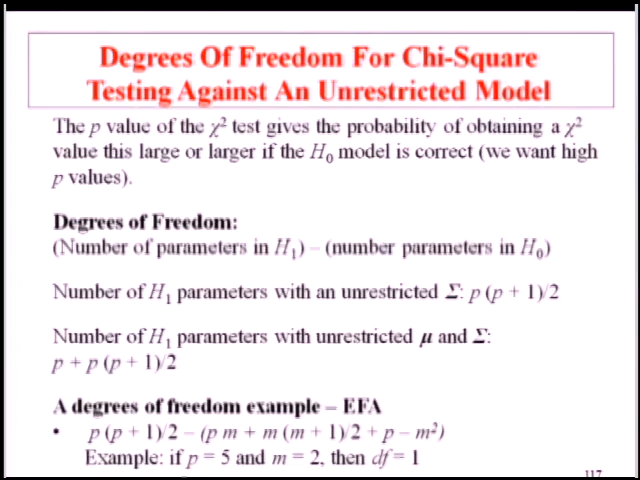 Degrees Of Freedom For Chi-Square
Testing Against An Unrestricted Model
The p value of the χ² test gives the probability of obtaining a χ²
value this large or larger if the H₀ model is correct (we want high
p values).
Degrees of Freedom:
(Number of parameters in H₁) – (number parameters in H₀)
Number of H₁ parameters with an unrestricted Σ: p (p + 1)/2
Number of H₁ parameters with unrestricted μ and Σ:
p + p (p + 1)/2
A degrees of freedom example – EFA
• p (p + 1)/2 – (p m + m (m + 1)/2 + p – m²)
Example: if p = 5 and m = 2, then df = 1
117